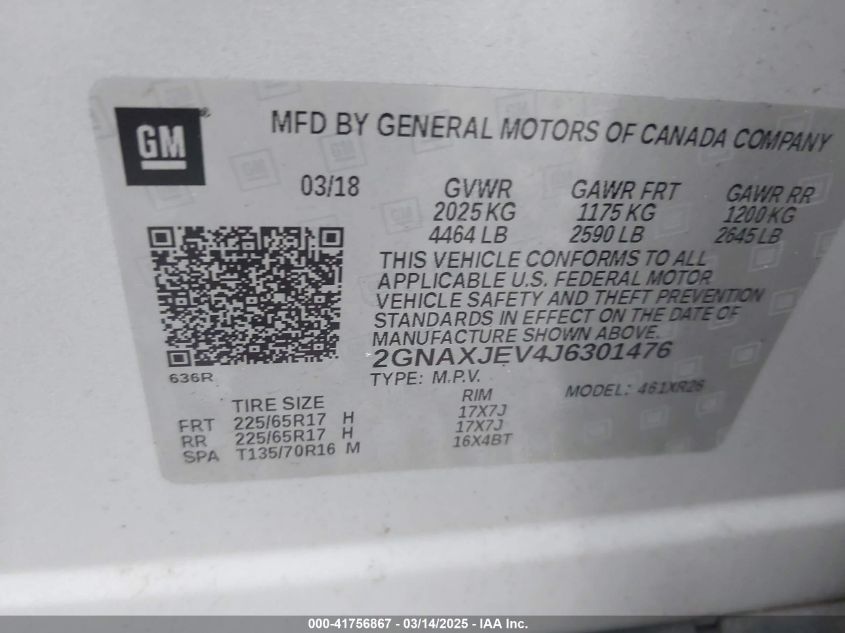 GM ®
MFD BY GENERAL MOTORS OF CANADA COMPANY
03/18 GVWR GAWR FRT GAWR RR
2025 KG 1175 KG 1200 KG
4464 LB 2590 LB 2645 LB
THIS VEHICLE CONFORMS TO ALL
APPLICABLE U.S. FEDERAL MOTOR
VEHICLE SAFETY AND THEFT PREVENTION
STANDARDS IN EFFECT ON THE DATE OF
MANUFACTURE SHOWN ABOVE.
2GNAXJEV4J6301476
636R TYPE: M.P.V. MODEL: 461XR26
TIRE SIZE RIM
FRT 225/65R17 H 17X7J
RR 225/65R17 H 17X7J
SPA T135/70R16 M 16X4BT
000-41756867 - 03/14/2025 - IAA Inc.